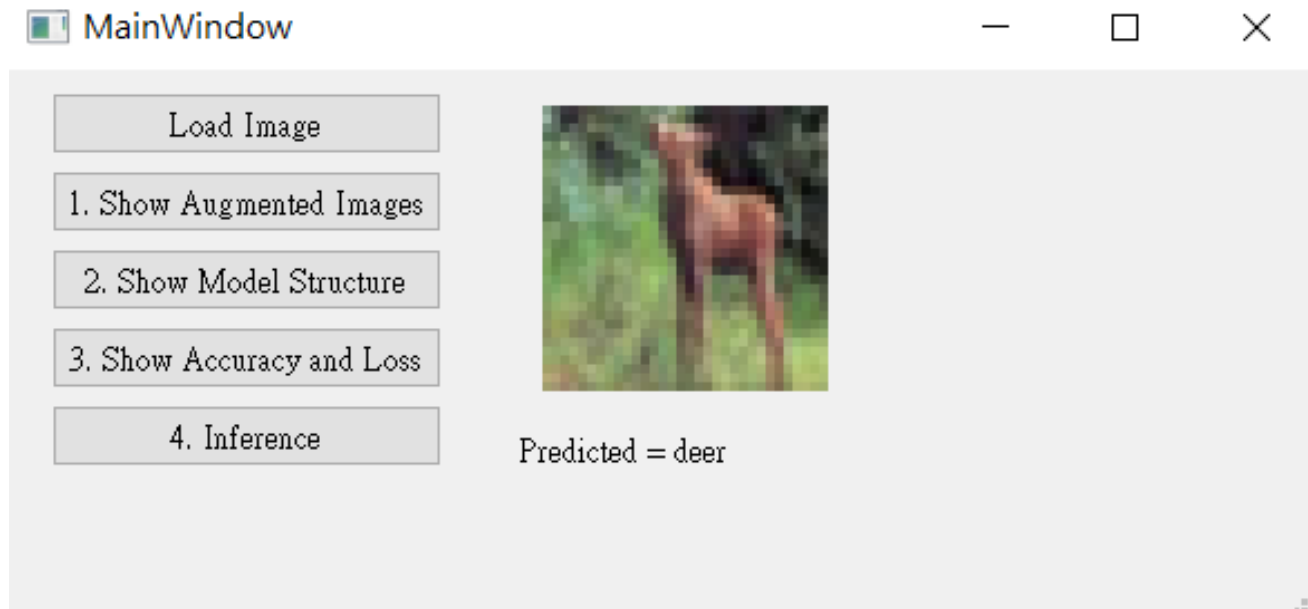 MainWindow
Load Image
1. Show Augmented Images
2. Show Model Structure
3. Show Accuracy and Loss
4. Inference
Predicted = deer